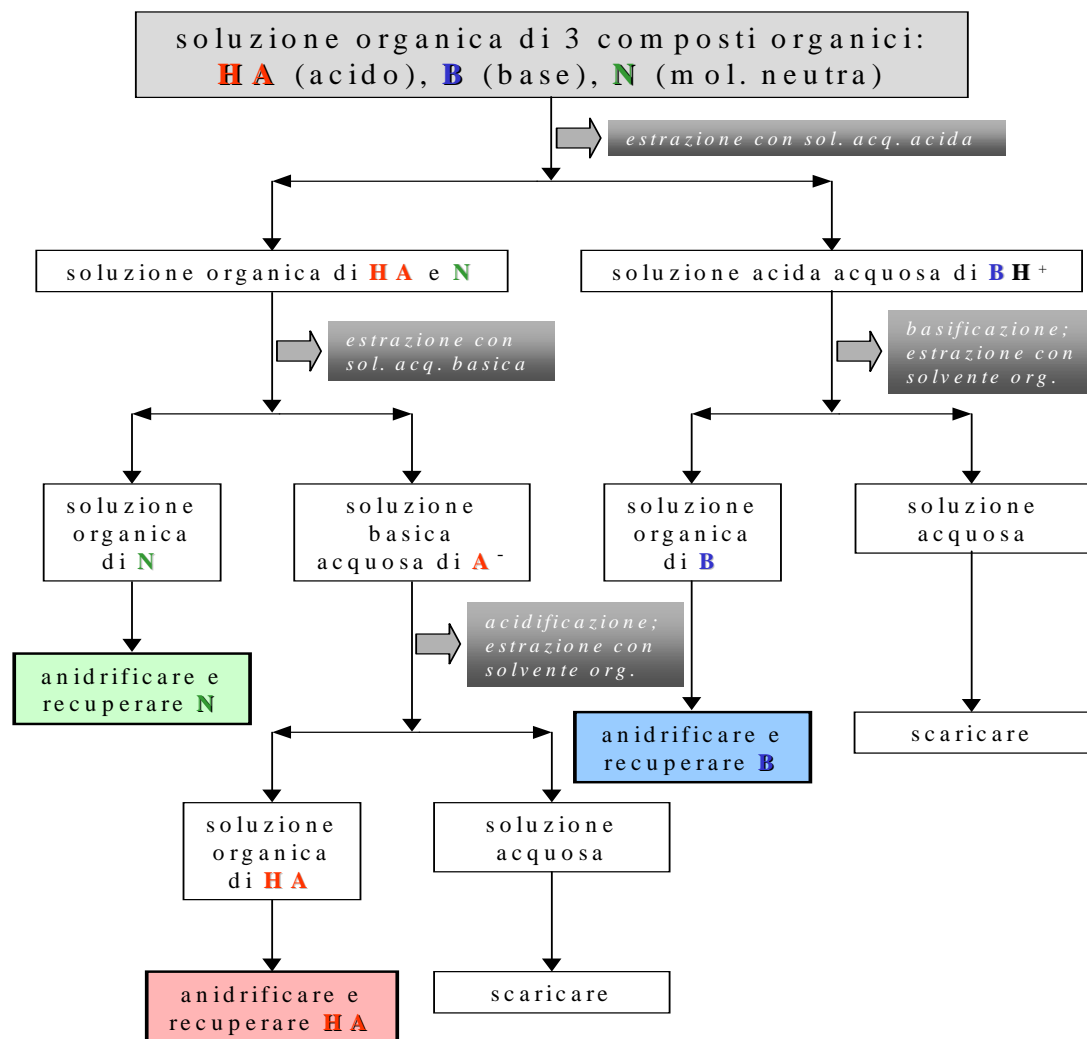 soluzione organica di 3 composti organici:
HA (acido), B (base), N (mol. neutra)
estrazione con sol. acq. acida
soluzione organica di HA e N
soluzione acida acquosa di BH+
estrazione con
sol. acq. basica
basificazione;
estrazione con
solvente org.
soluzione
organica
di N
soluzione
basica
acquosa di A-
soluzione
organica
di B
soluzione
acquosa
acidificazione;
estrazione con
solvente org.
anidrificare e
recuperare N
anidrificare e
recuperare B
scaricare
soluzione
organica
di HA
soluzione
acquosa
anidrificare e
recuperare HA
scaricare